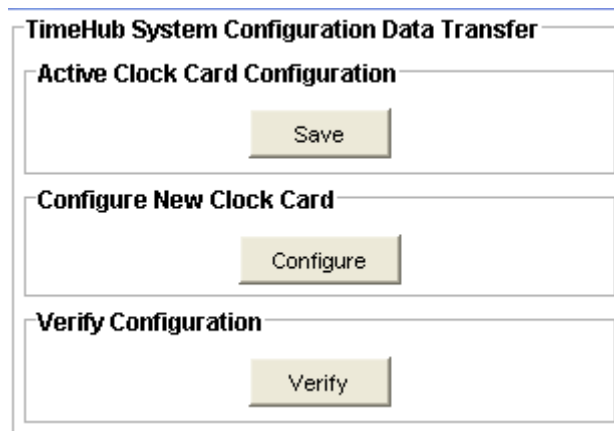 TimeHub System Configuration Data Transfer
Active Clock Card Configuration
Save
Configure New Clock Card
Configure
Verify Configuration
Verify